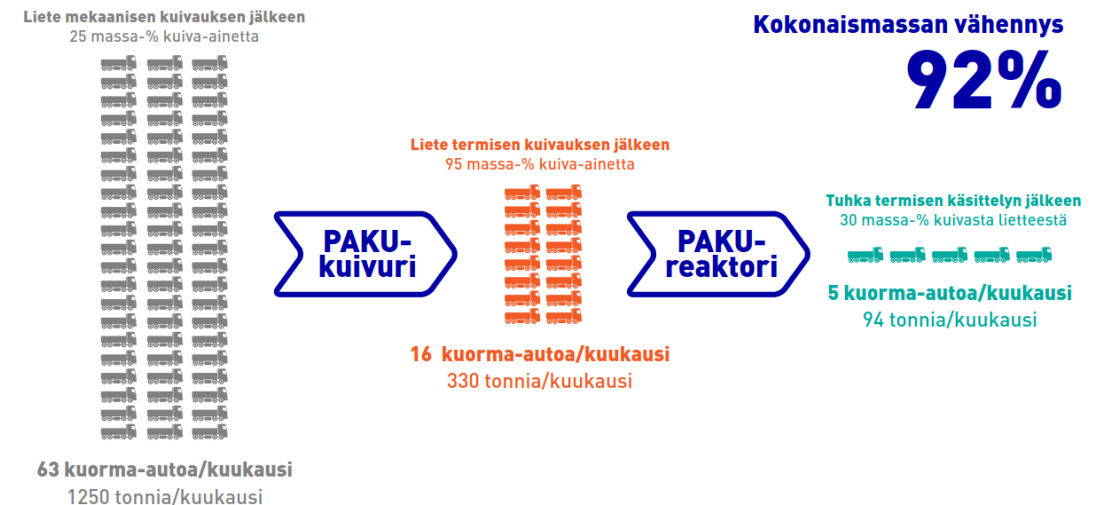 Liete mekaanisen kuivauksen jälkeen
25 massa-% kuiva-ainetta
63 kuorma-autoa/kuukausi
1250 tonnia/kuukausi
PAKU-
kuivuri
Liete termisen kuivauksen jälkeen
95 massa-% kuiva-ainetta
16 kuorma-autoa/kuukausi
330 tonnia/kuukausi
PAKU-
reaktori
Kokonaismassan vähennys
92%
Tuhka termisen käsittelyn jälkeen
30 massa-% kuivasta lietteestä
5 kuorma-autoa/kuukausi
94 tonnia/kuukausi